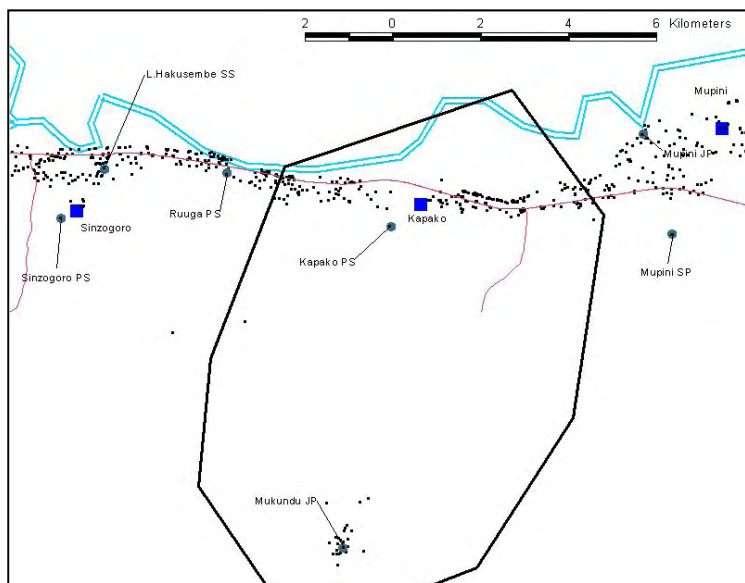 2 0 2 4 6 Kilometers
L.Hakusembe SS
Mupini
Mupini JP
Ruuga PS
Kapako
Sinzogoro
Kapako PS
Mupini SP
Sinzogoro PS
Mukundu JP